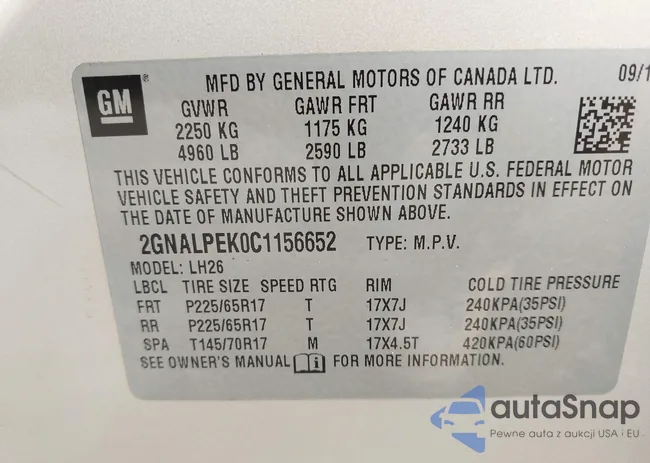 GM
MFD BY GENERAL MOTORS OF CANADA LTD. 09/1
GVWR GAWR FRT GAWR RR
2250 KG 1175 KG 1240 KG
4960 LB 2590 LB 2733 LB
THIS VEHICLE CONFORMS TO ALL APPLICABLE U.S. FEDERAL MOTOR
VEHICLE SAFETY AND THEFT PREVENTION STANDARDS IN EFFECT ON
THE DATE OF MANUFACTURE SHOWN ABOVE.
2GNALPEK0C1156652 TYPE: M.P.V.
MODEL: LH26
LBCL TIRE SIZE SPEED RTG RIM COLD TIRE PRESSURE
FRT P225/65R17 T 17X7J 240KPA(35PSI)
RR P225/65R17 T 17X7J 240KPA(35PSI)
SPA T145/70R17 M 17X4.5T 420KPA(60PSI)
SEE OWNER'S MANUAL FOR MORE INFORMATION.
autaSnap
Pewne auta z aukcji USA i EU